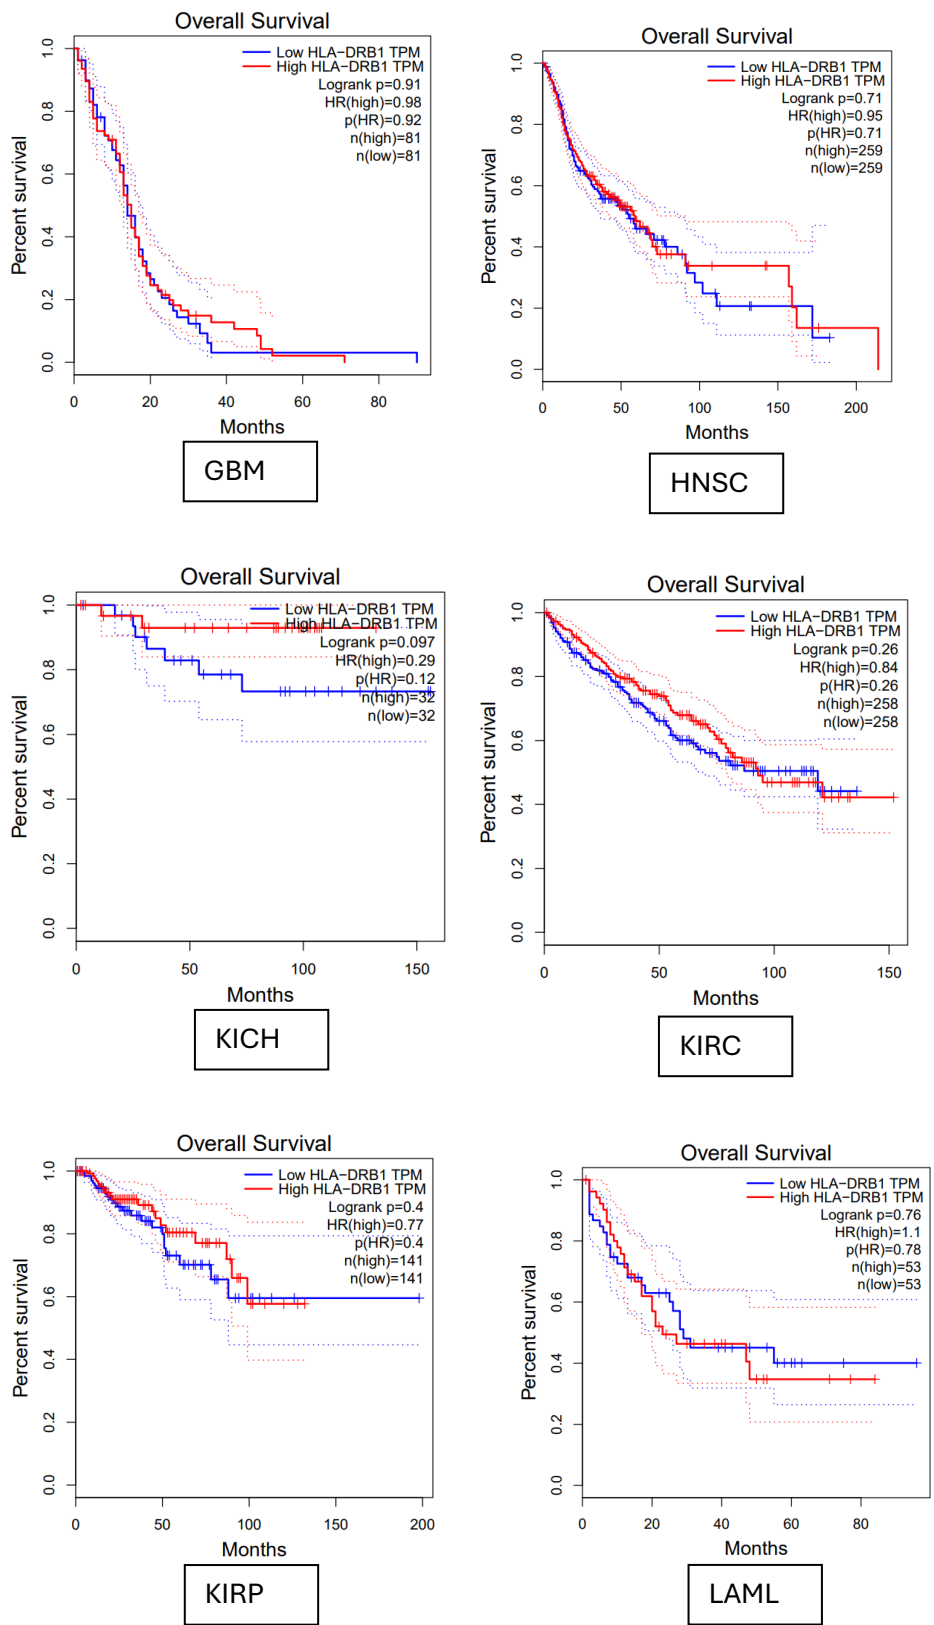 Overall Survival
Low HLA−DRB1 TPM
High HLA−DRB1 TPM
Logrank p=0.91
HR(high)=0.98
p(HR)=0.92
n(high)=81
n(low)=81
Percent survival
0.0 0.2 0.4 0.6 0.8 1.0
0 20 40 60 80
Months
GBM
Overall Survival
Low HLA−DRB1 TPM
High HLA−DRB1 TPM
Logrank p=0.71
HR(high)=0.95
p(HR)=0.71
n(high)=259
n(low)=259
Percent survival
0.0 0.2 0.4 0.6 0.8 1.0
0 50 100 150 200
Months
HNSC
Overall Survival
Low HLA−DRB1 TPM
High HLA−DRB1 TPM
Logrank p=0.097
HR(high)=0.29
p(HR)=0.12
n(high)=32
n(low)=32
Percent survival
0.0 0.2 0.4 0.6 0.8 1.0
0 50 100 150
Months
KICH
Overall Survival
Low HLA−DRB1 TPM
High HLA−DRB1 TPM
Logrank p=0.26
HR(high)=0.84
p(HR)=0.26
n(high)=258
n(low)=258
Percent survival
0.0 0.2 0.4 0.6 0.8 1.0
0 50 100 150
Months
KIRC
Overall Survival
Low HLA−DRB1 TPM
High HLA−DRB1 TPM
Logrank p=0.4
HR(high)=0.77
p(HR)=0.4
n(high)=141
n(low)=141
Percent survival
0.0 0.2 0.4 0.6 0.8 1.0
0 50 100 150 200
Months
KIRP
Overall Survival
Low HLA−DRB1 TPM
High HLA−DRB1 TPM
Logrank p=0.76
HR(high)=1.1
p(HR)=0.78
n(high)=53
n(low)=53
Percent survival
0.0 0.2 0.4 0.6 0.8 1.0
0 20 40 60 80
Months
LAML